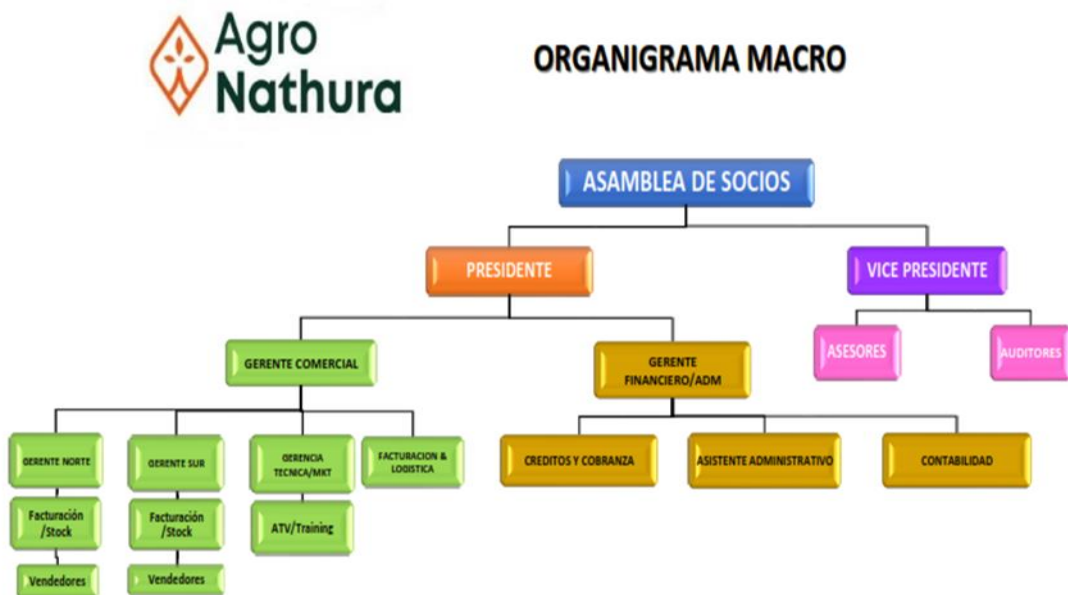 Agro
Nathura
ORGANIGRAMA MACRO
ASAMBLEA DE SOCIOS
PRESIDENTE
VICE PRESIDENTE
ASESORES
AUDITORES
GERENTE COMERCIAL
GERENTE
FINANCIERO/ADM
GERENTE NORTE
GERENTE SUR
GERENCIA
TECNICA/MKT
FACTURACION &
LOGISTICA
CREDITOS Y COBRANZA
ASISTENTE ADMINISTRATIVO
CONTABILIDAD
Facturación
/Stock
Facturación
/Stock
ATV/Training
Vendedores
Vendedores